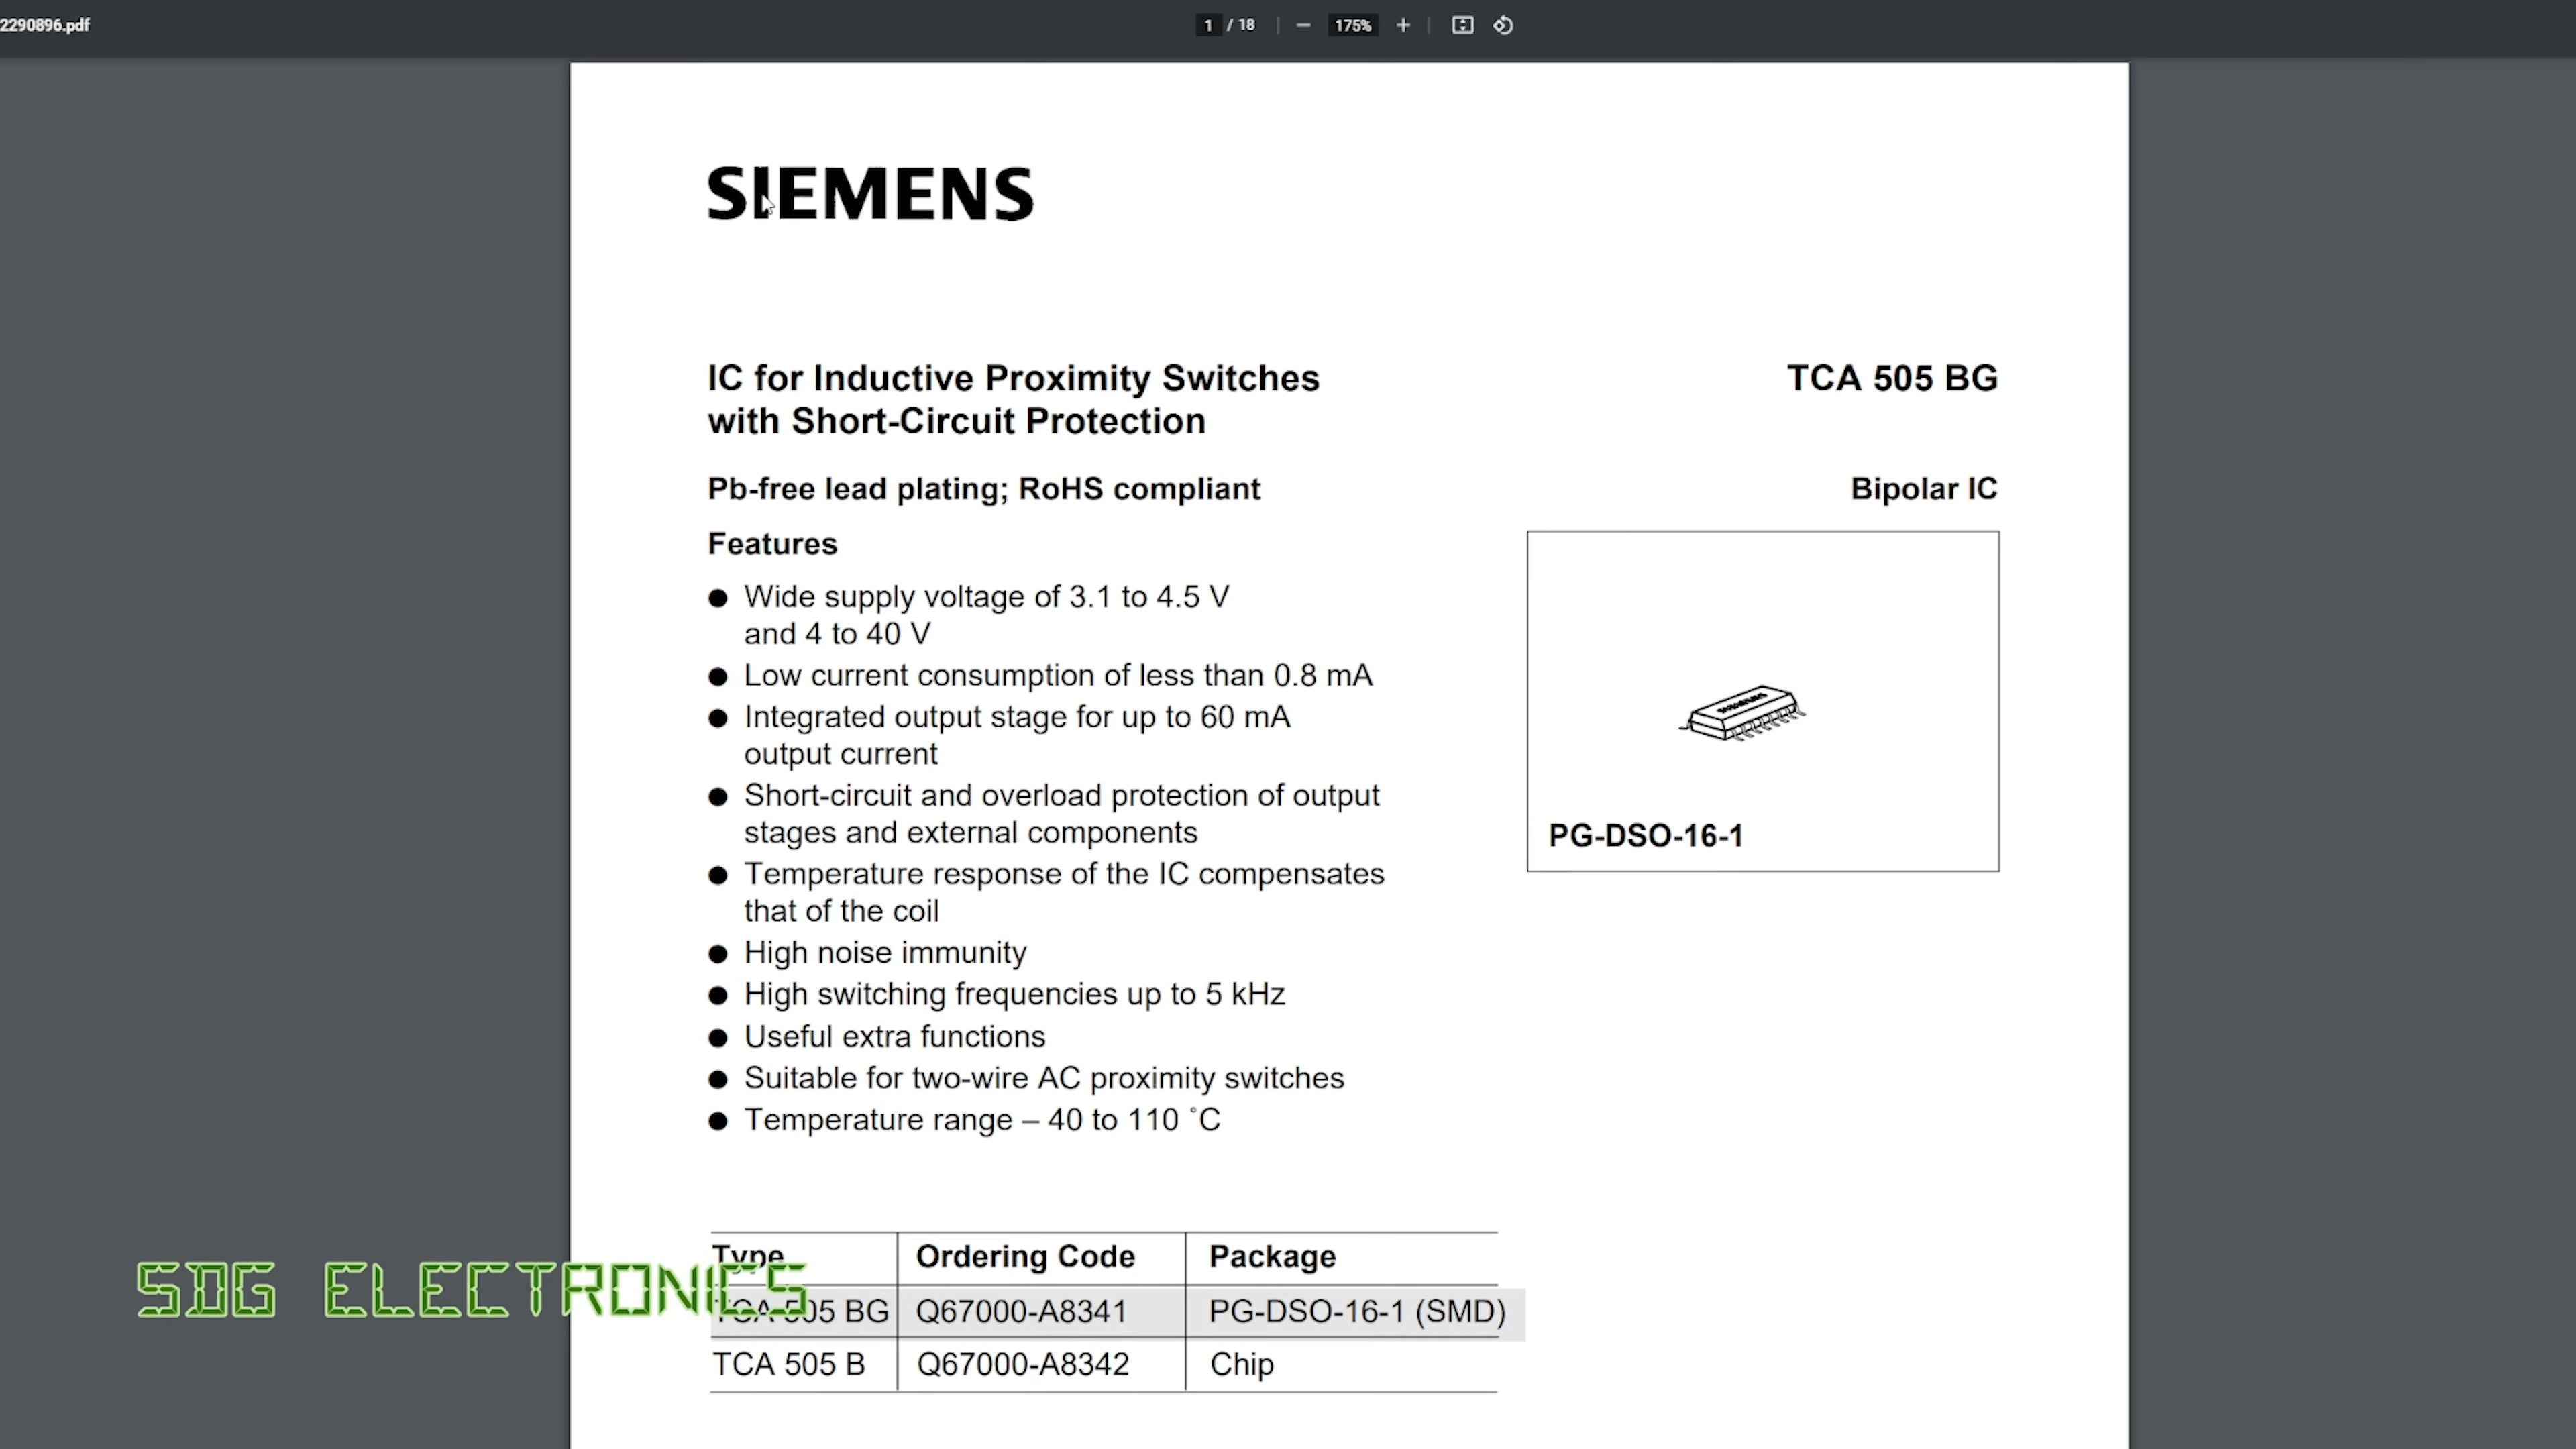 2290896.pdf
1 / 18
175%
SIEMENS
IC for Inductive Proximity Switches
with Short-Circuit Protection
TCA 505 BG
Pb-free lead plating; RoHS compliant
Bipolar IC
Features
● Wide supply voltage of 3.1 to 4.5 V
and 4 to 40 V
● Low current consumption of less than 0.8 mA
● Integrated output stage for up to 60 mA
output current
● Short-circuit and overload protection of output
stages and external components
● Temperature response of the IC compensates
that of the coil
● High noise immunity
● High switching frequencies up to 5 kHz
● Useful extra functions
● Suitable for two-wire AC proximity switches
● Temperature range – 40 to 110 ˚C
SIEMENS
PG-DSO-16-1
Type Ordering Code Package
TCA 505 BG Q67000-A8341 PG-DSO-16-1 (SMD)
TCA 505 B Q67000-A8342 Chip
SDG ELECTRONICS